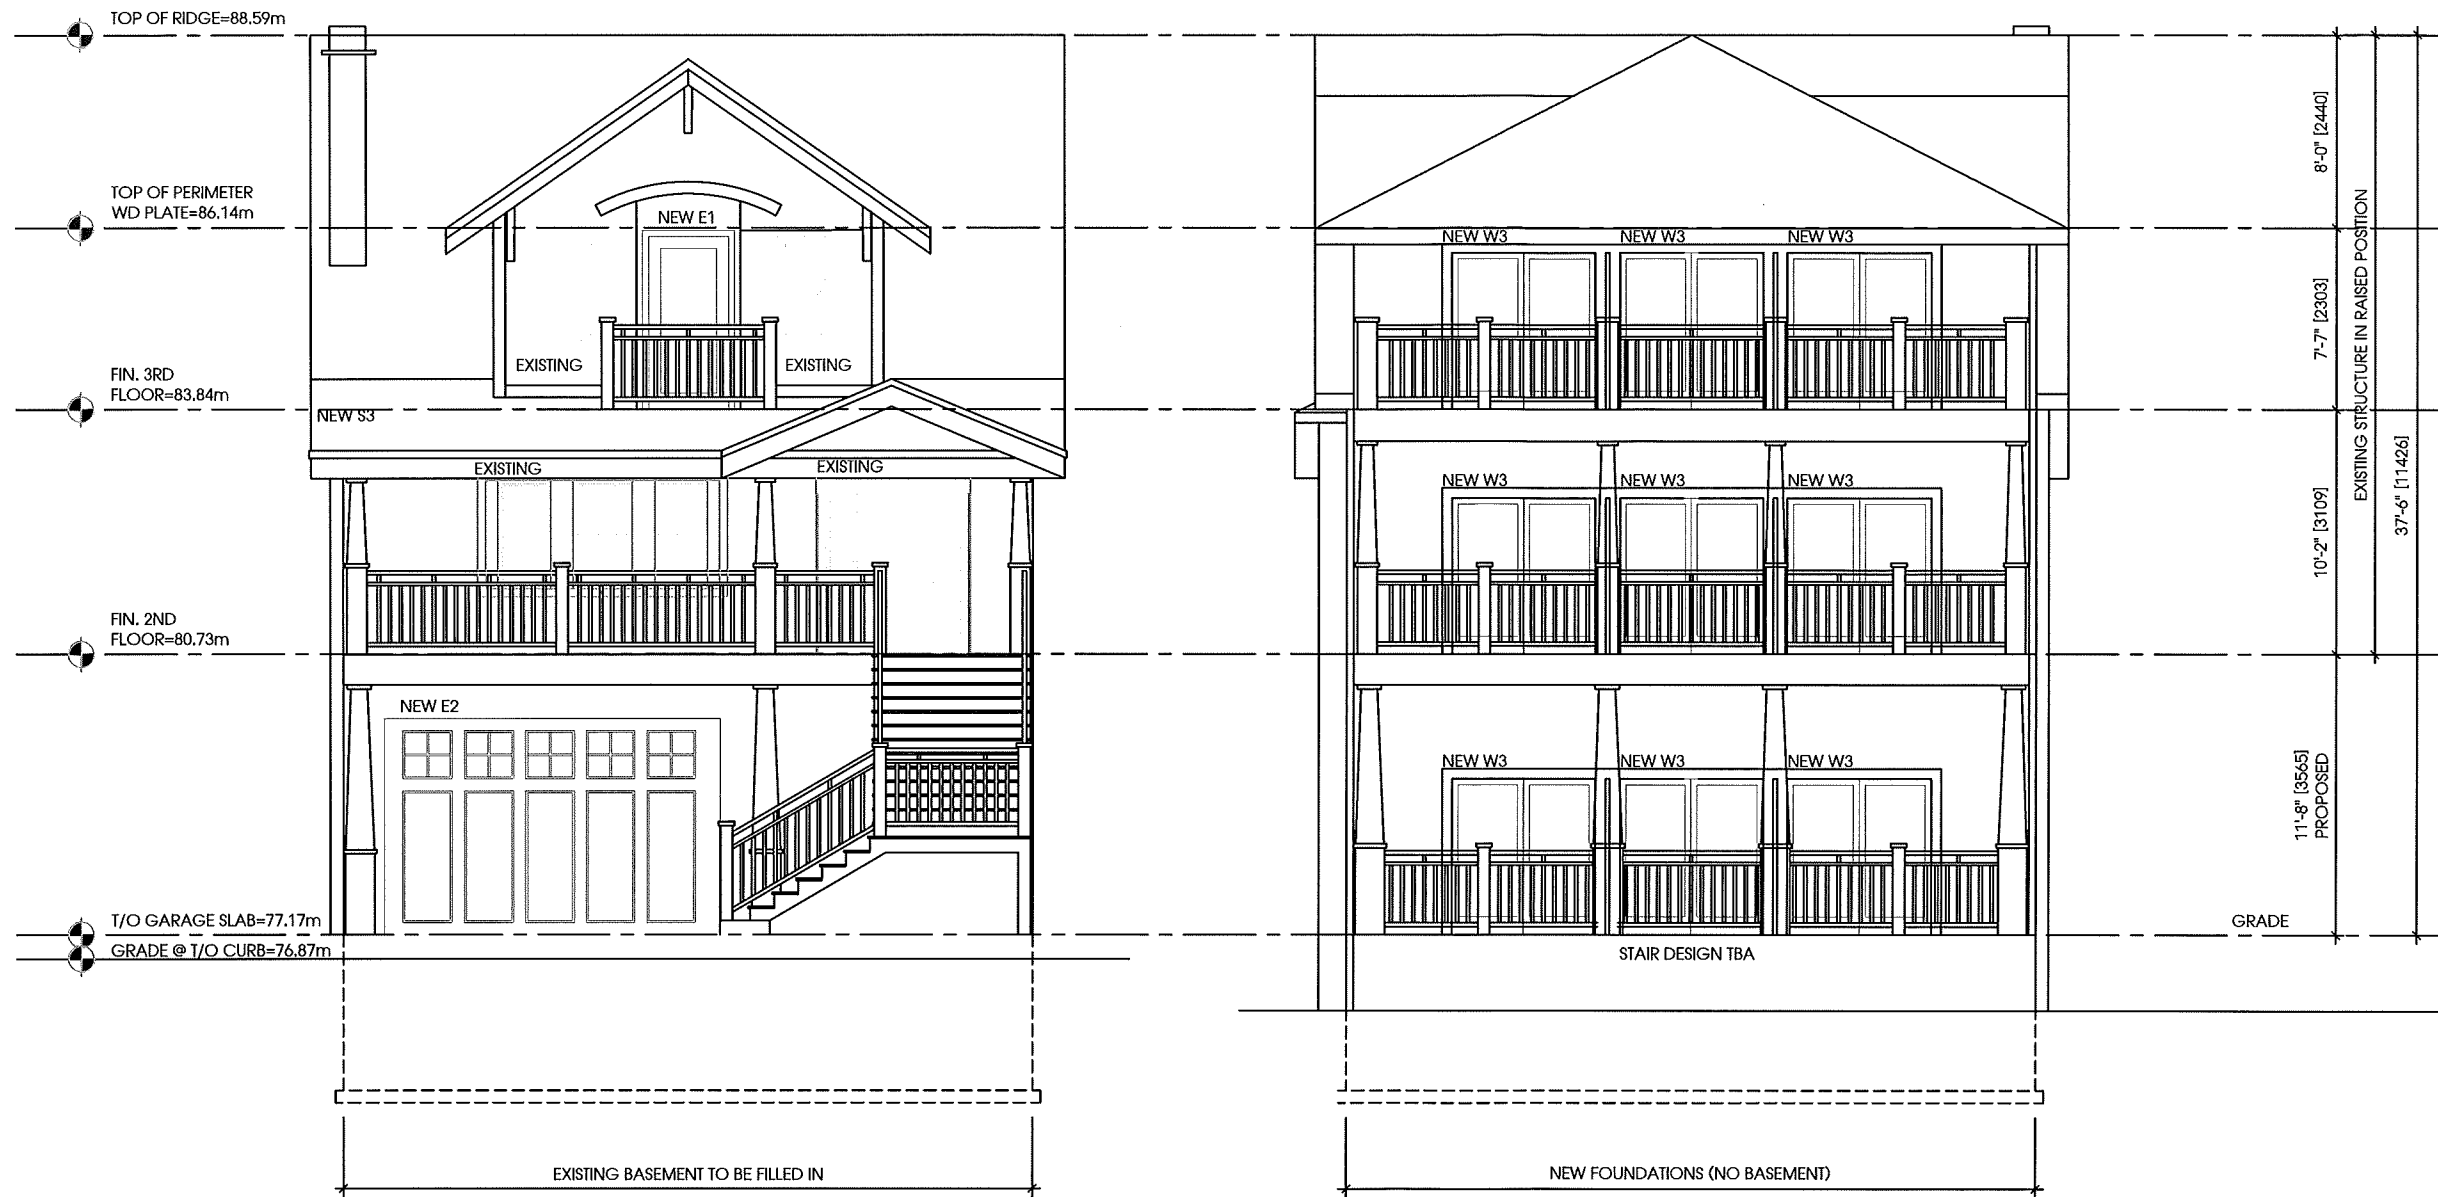 TOP OF RIDGE=88.59m
TOP OF PERIMETER
WD PLATE=86.14m
FIN. 3RD
FLOOR=83.84m
FIN. 2ND
FLOOR=80.73m
T/O GARAGE SLAB=77.17m
GRADE @ T/O CURB=76.87m
NEW E1
EXISTING
EXISTING
NEW S3
EXISTING
EXISTING
NEW E2
EXISTING BASEMENT TO BE FILLED IN
NEW W3
NEW W3
NEW W3
NEW W3
NEW W3
NEW W3
NEW W3
NEW W3
NEW W3
STAIR DESIGN TBA
GRADE
NEW FOUNDATIONS (NO BASEMENT)
8'-0" [2440]
7'-7" [2303]
10'-2" [3109]
11'-8" [3565]
PROPOSED
EXISTING STRUCTURE IN RAISED POSITION
37'-6" [11426]